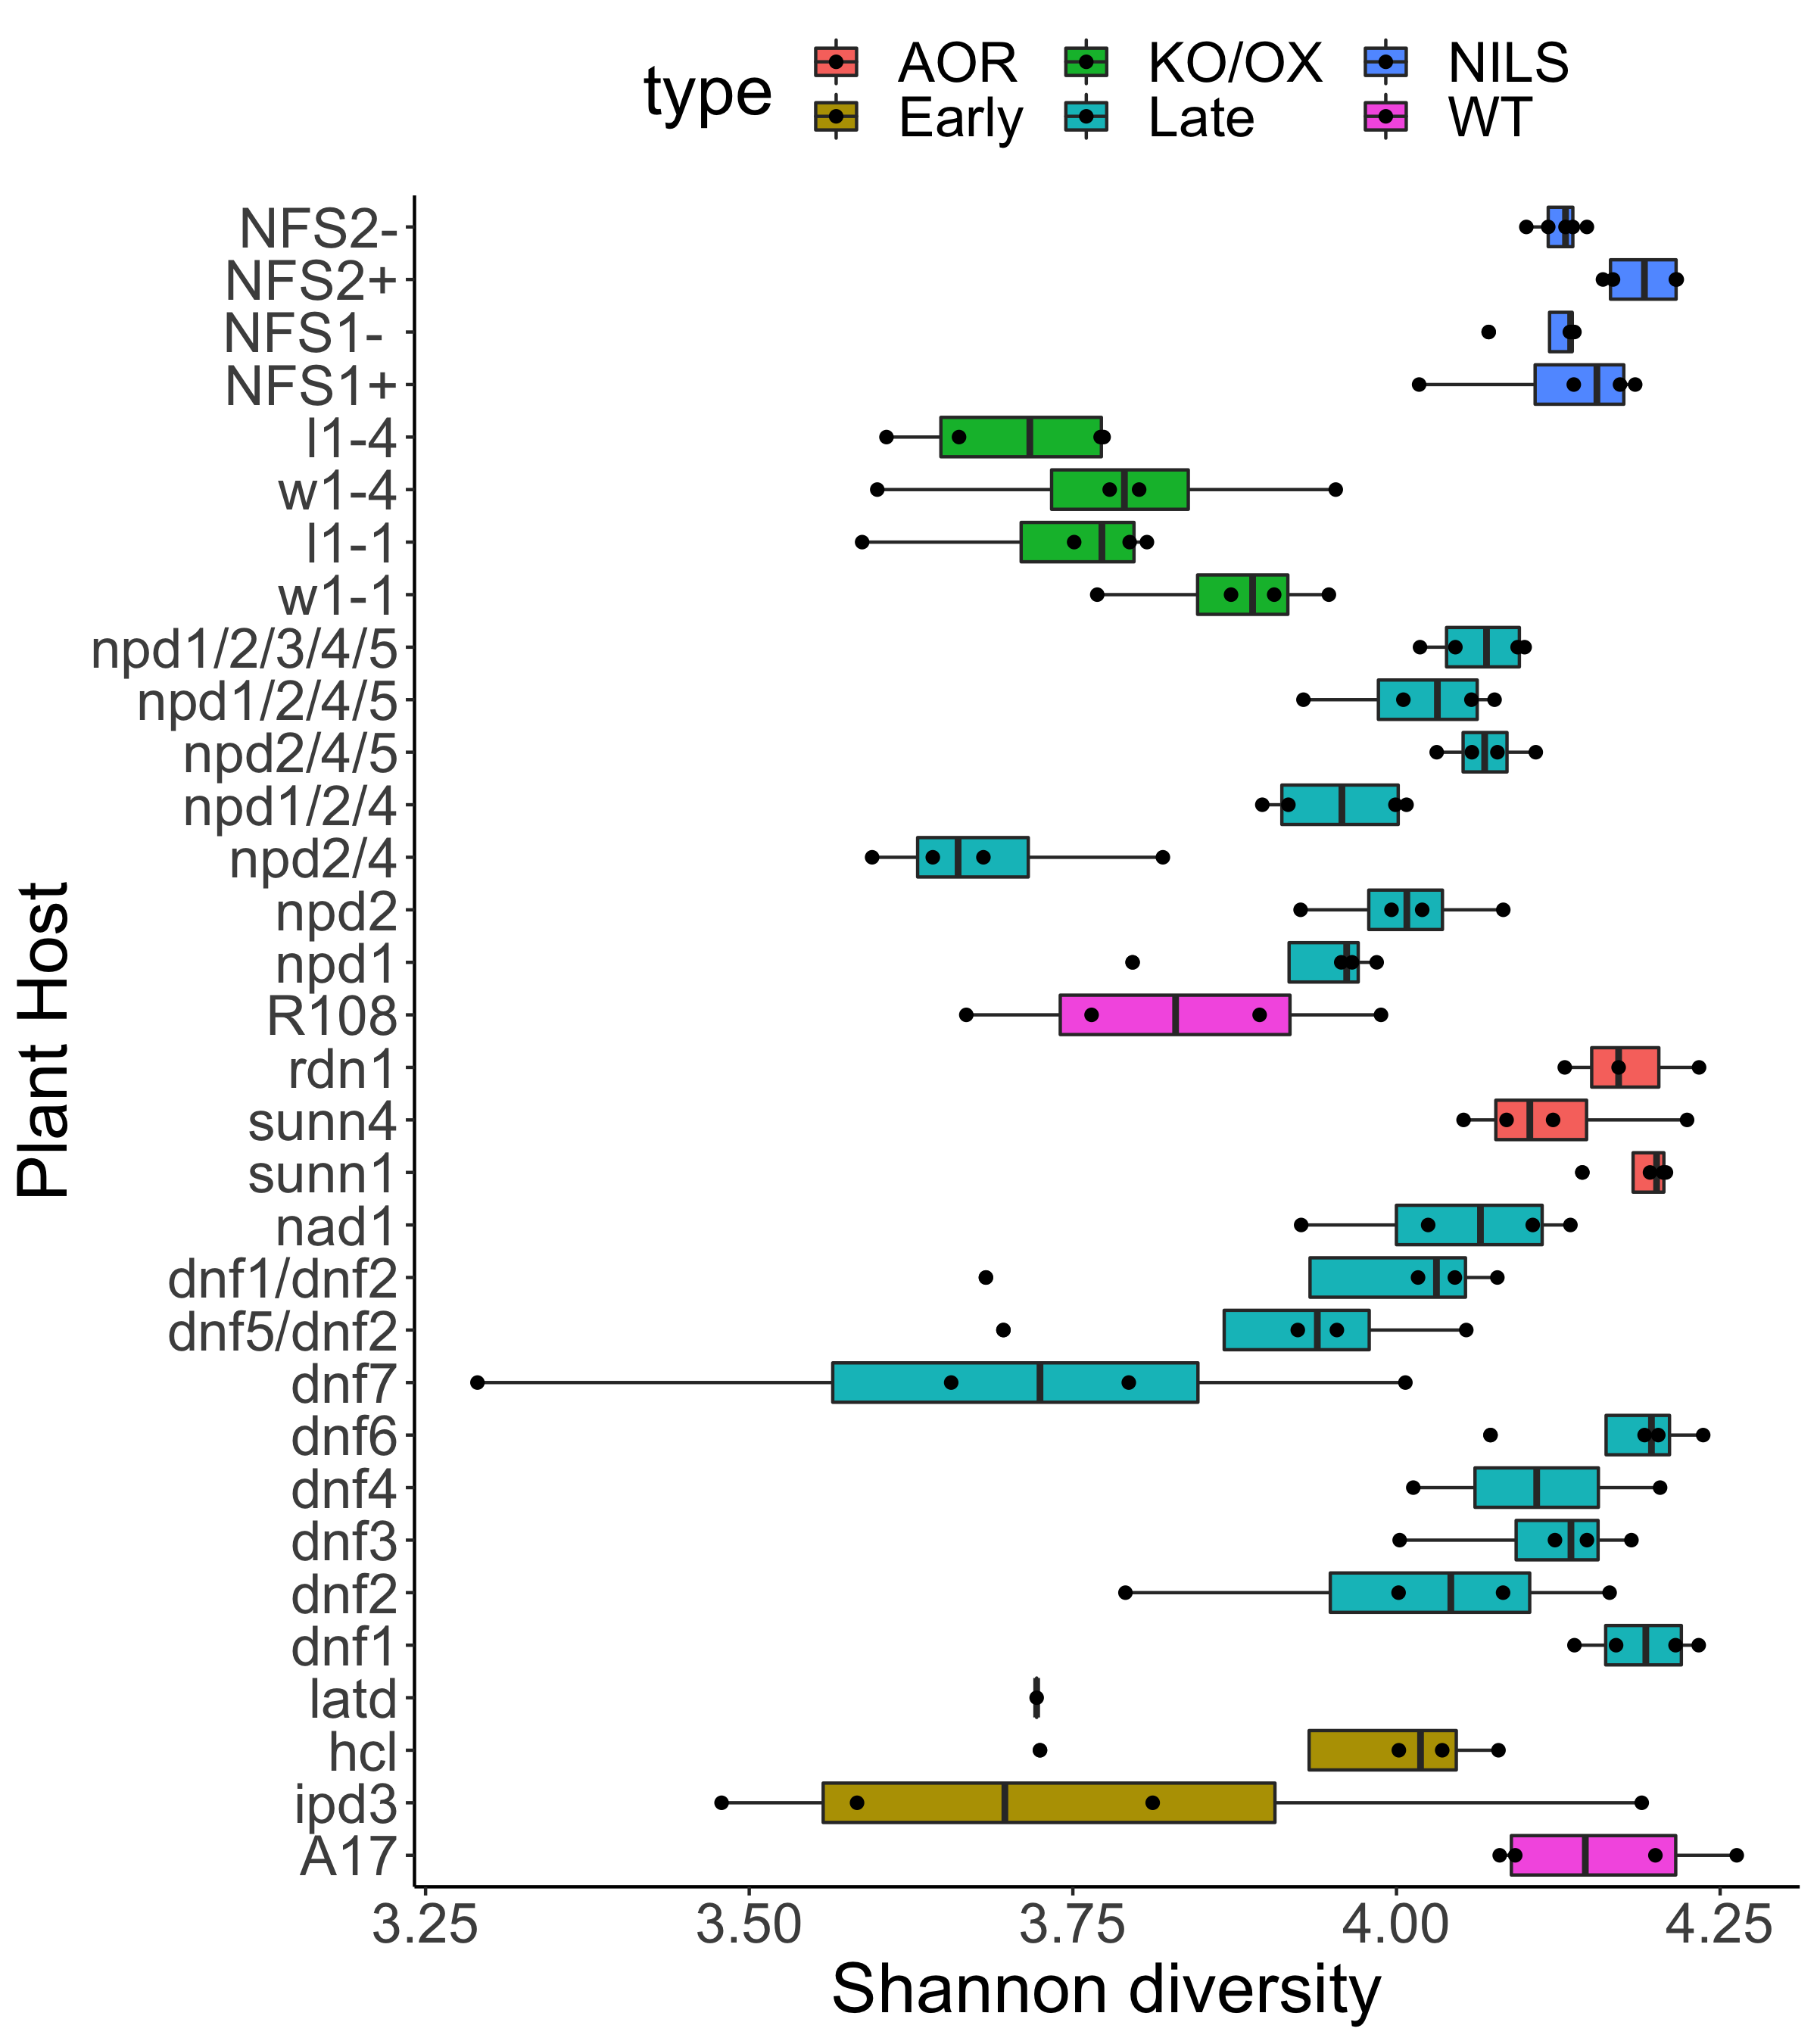 type
AOR KO/OX NILS
Early Late WT
NFS2-
NFS2+
NFS1-
NFS1+
l1-4
w1-4
l1-1
w1-1
npd1/2/3/4/5
npd1/2/4/5
npd2/4/5
npd1/2/4
npd2/4
npd2
npd1
R108
rdn1
sunn4
sunn1
nad1
dnf1/dnf2
dnf5/dnf2
dnf7
dnf6
dnf4
dnf3
dnf2
dnf1
latd
hcl
ipd3
A17
Plant Host
3.25 3.50 3.75 4.00 4.25
Shannon diversity